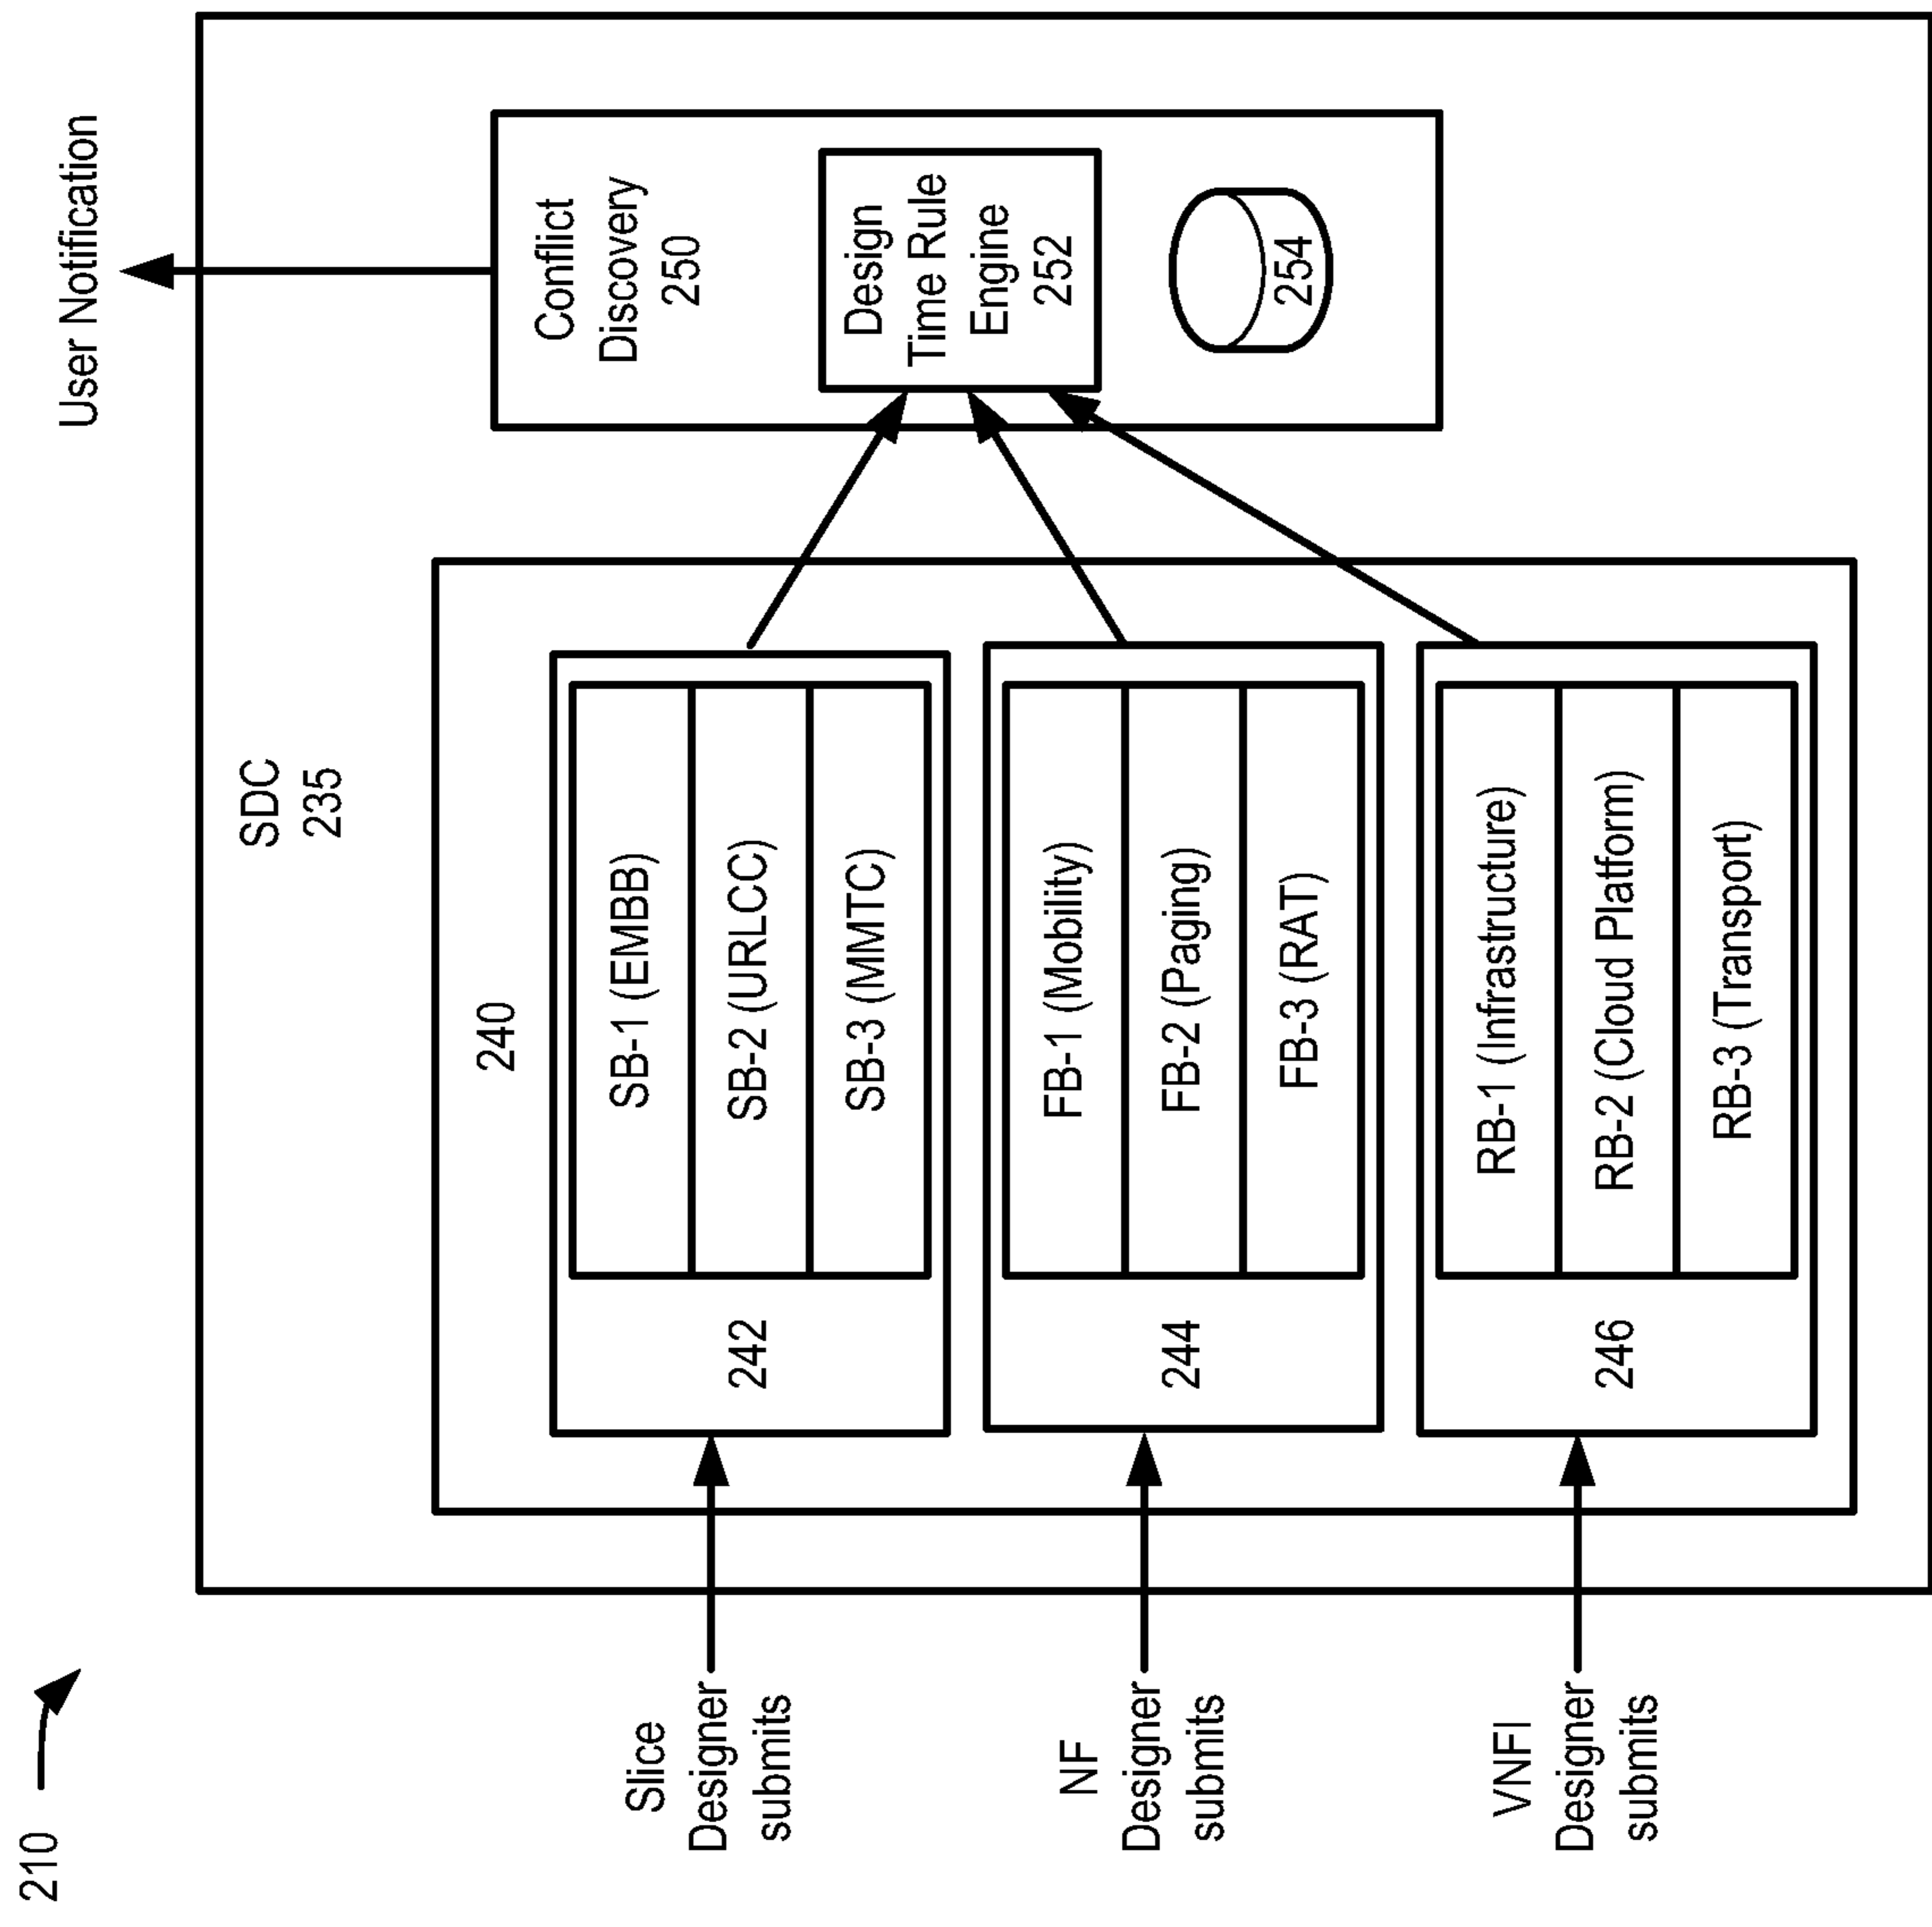 210
User Notification
SDC
235
240
Slice
Designer
submits
242
SB-1 (EMBB)
SB-2 (URLCC)
SB-3 (MMTC)
NF
Designer
submits
244
FB-1 (Mobility)
FB-2 (Paging)
FB-3 (RAT)
VNFI
Designer
submits
246
RB-1 (Infrastructure)
RB-2 (Cloud Platform)
RB-3 (Transport)
Conflict
Discovery
250
Design
Time Rule
Engine
252
254